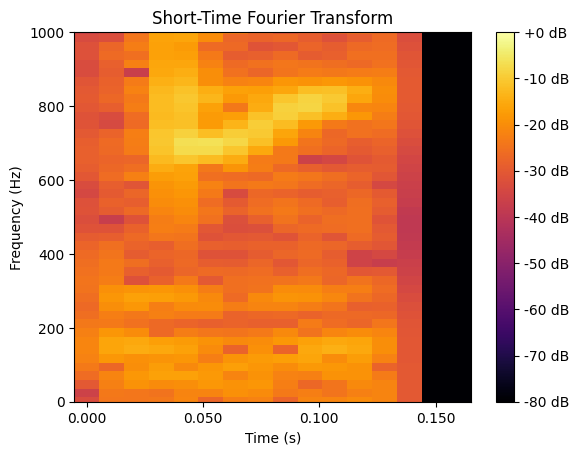 Short-Time Fourier Transform
1000
800
600
400
200
0
Frequency (Hz)
0.000
0.050
0.100
0.150
Time (s)
+0 dB
-10 dB
-20 dB
-30 dB
-40 dB
-50 dB
-60 dB
-70 dB
-80 dB